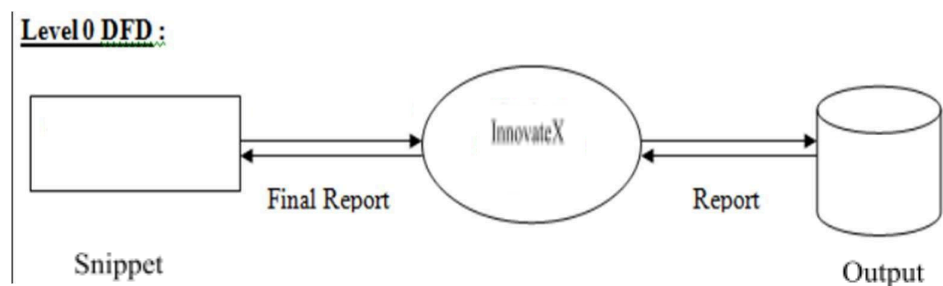 Level 0 DFD :
InnovateX
Final Report
Report
Snippet
Output